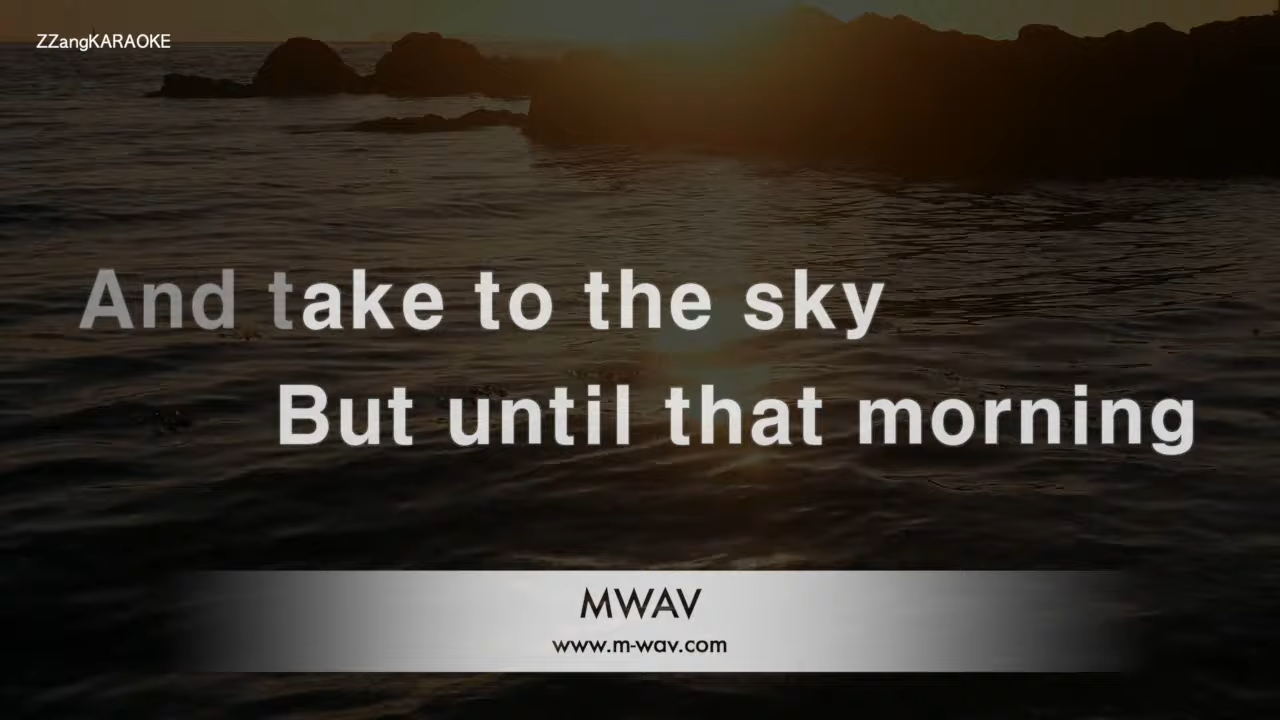 ZZangKARAOKE
And take to the sky
But until that morning
MWAV
www.m-wav.com